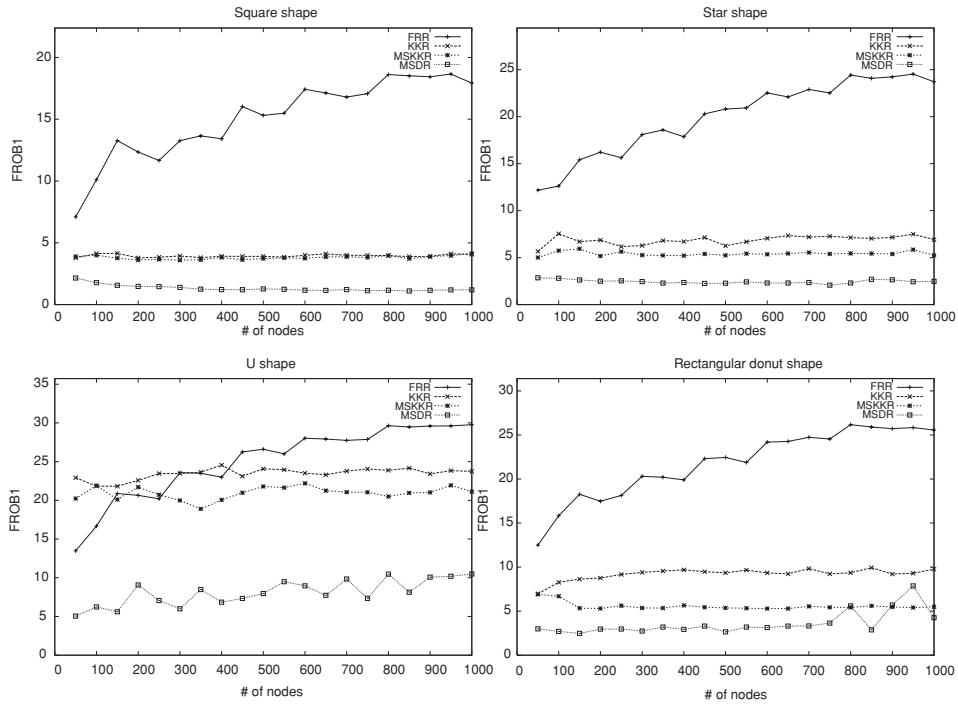 Square shape
FRR
KKR
MSKKR
MSDR
20
15
10
5
0
FROB1
0 100 200 300 400 500 600 700 800 900 1000
# of nodes
Star shape
FRR
KKR
MSKKR
MSDR
25
20
15
10
5
0
FROB1
0 100 200 300 400 500 600 700 800 900 1000
# of nodes
U shape
FRR
KKR
MSKKR
MSDR
35
30
25
20
15
10
5
0
FROB1
0 100 200 300 400 500 600 700 800 900 1000
# of nodes
Rectangular donut shape
FRR
KKR
MSKKR
MSDR
30
25
20
15
10
5
0
FROB1
0 100 200 300 400 500 600 700 800 900 1000
# of nodes